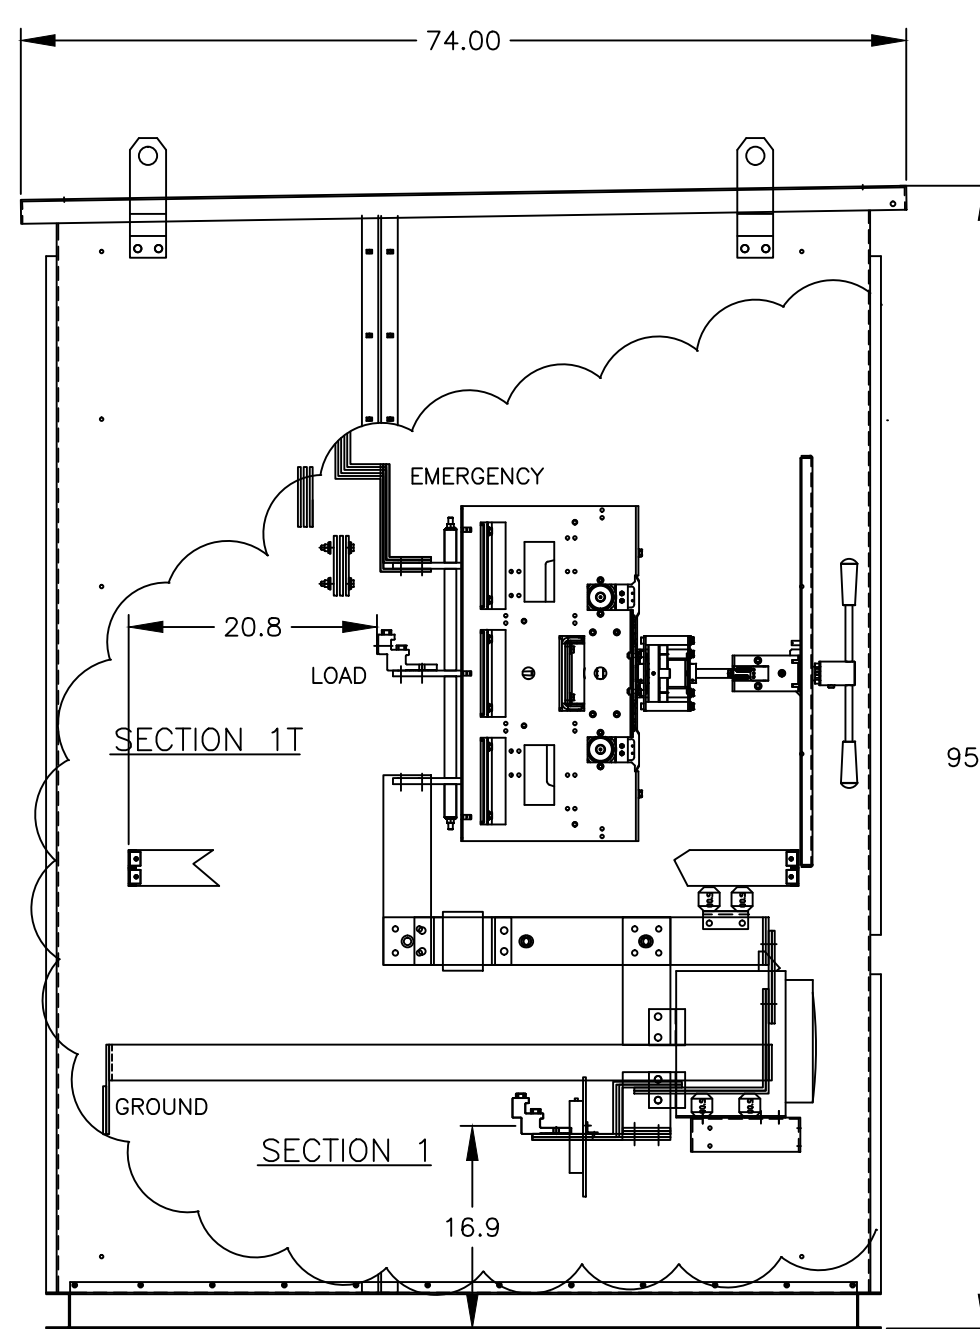 74.00
EMERGENCY
20.8
LOAD
SECTION 1T
95
GROUND
SECTION 1
16.9